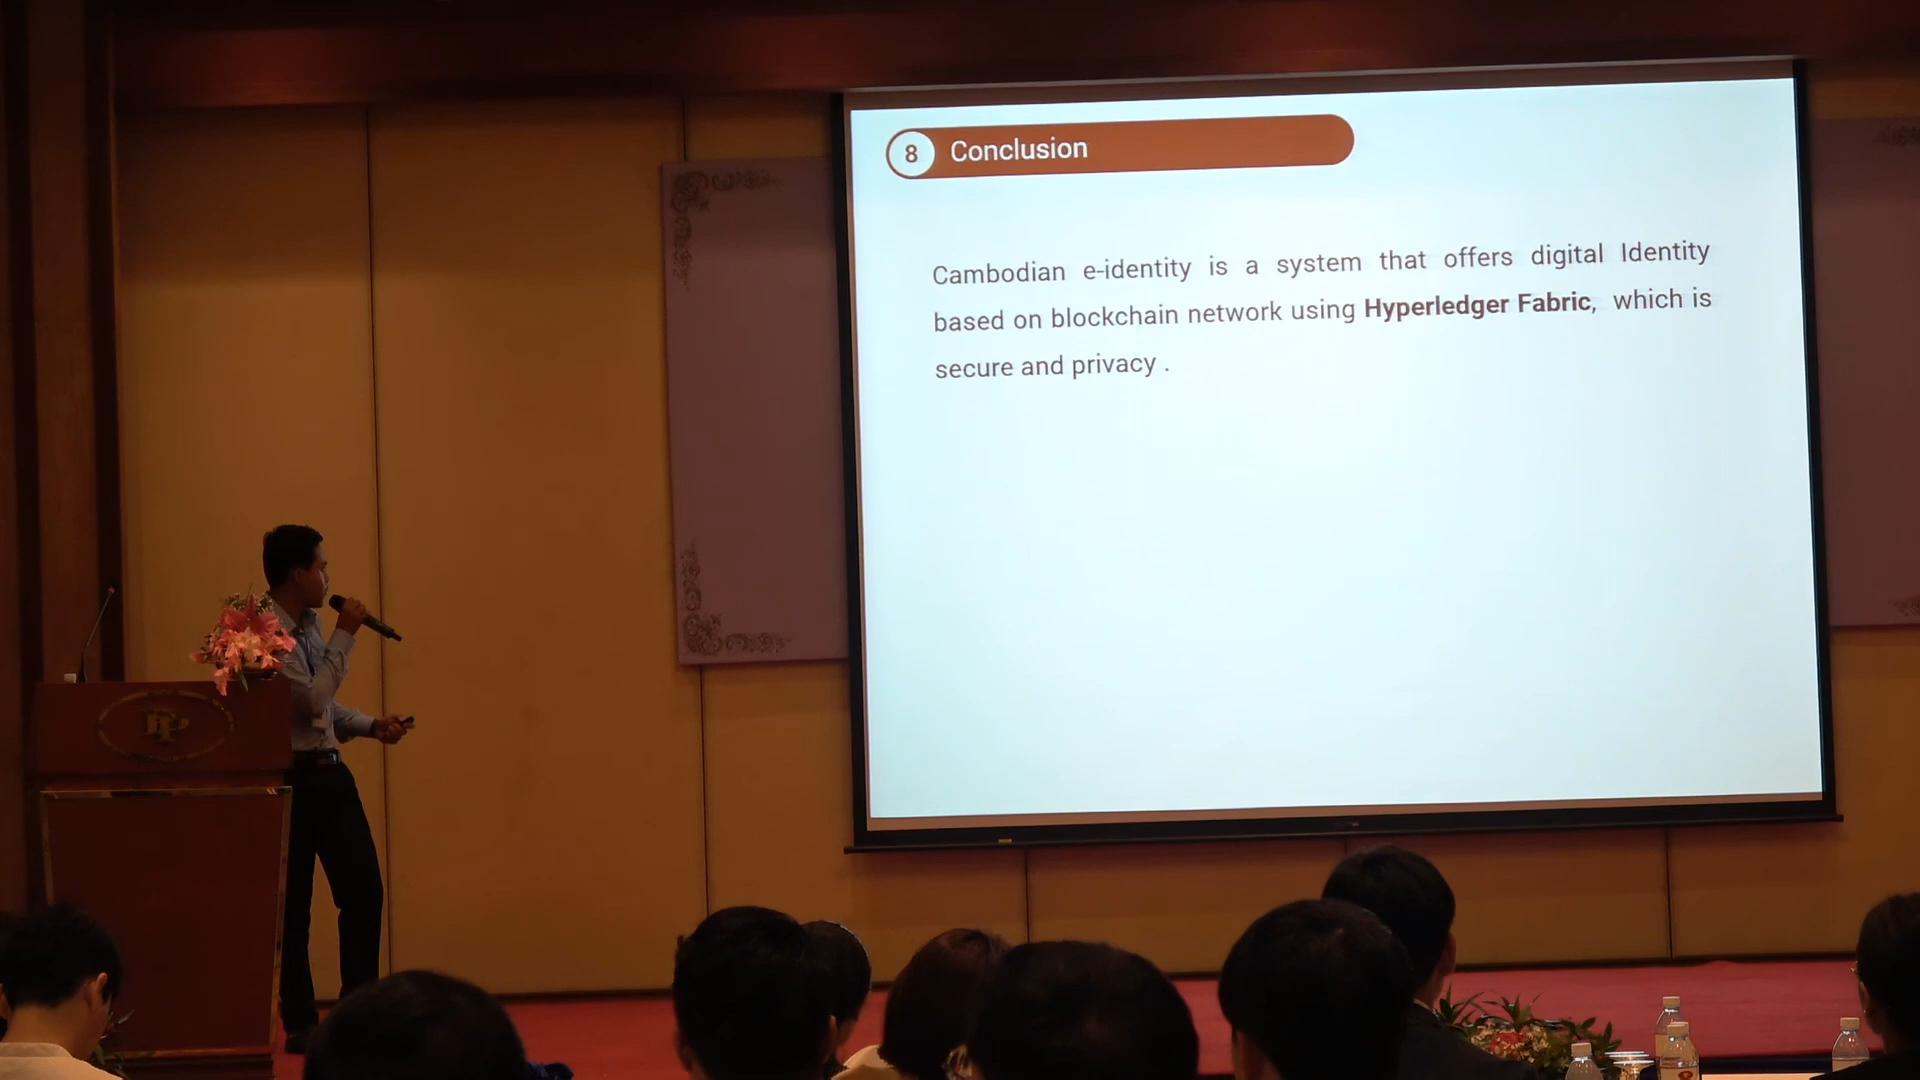 8 Conclusion
Cambodian e-identity is a system that offers digital Identity
based on blockchain network using Hyperledger Fabric, which is
secure and privacy .